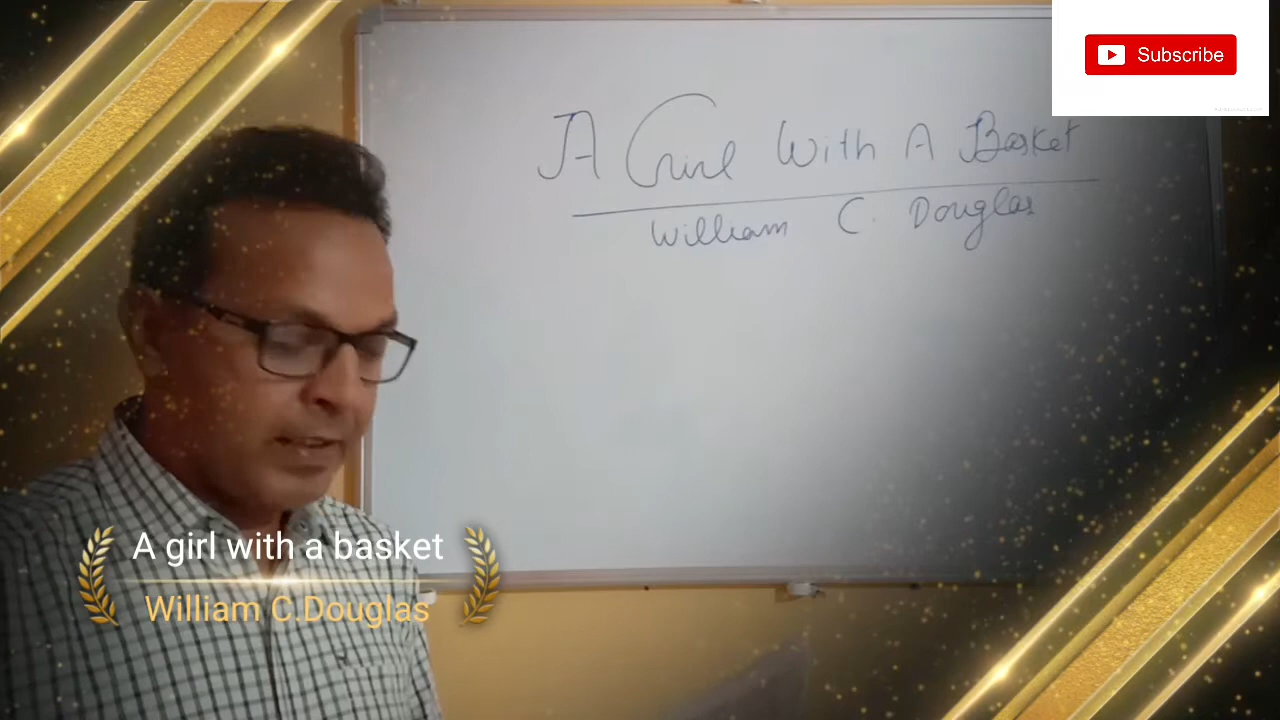 Subscribe
A Girl With A Basket
William C. Douglas
A girl with a basket
William C.Douglas